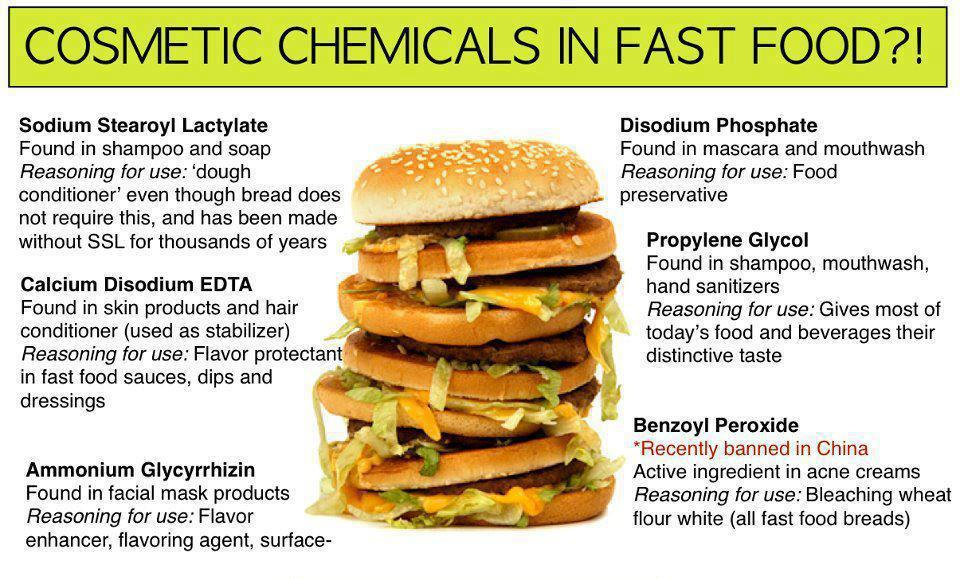 COSMETIC CHEMICALS IN FAST FOOD?!
Sodium Stearoyl Lactylate
Found in shampoo and soap
Reasoning for use: ‘dough
conditioner’ even though bread does
not require this, and has been made
without SSL for thousands of years
Calcium Disodium EDTA
Found in skin products and hair
conditioner (used as stabilizer)
Reasoning for use: Flavor protectant
in fast food sauces, dips and
dressings
Ammonium Glycyrrhizin
Found in facial mask products
Reasoning for use: Flavor
enhancer, flavoring agent, surface-
Disodium Phosphate
Found in mascara and mouthwash
Reasoning for use: Food
preservative
Propylene Glycol
Found in shampoo, mouthwash,
hand sanitizers
Reasoning for use: Gives most of
today’s food and beverages their
distinctive taste
Benzoyl Peroxide
*Recently banned in China
Active ingredient in acne creams
Reasoning for use: Bleaching wheat
flour white (all fast food breads)